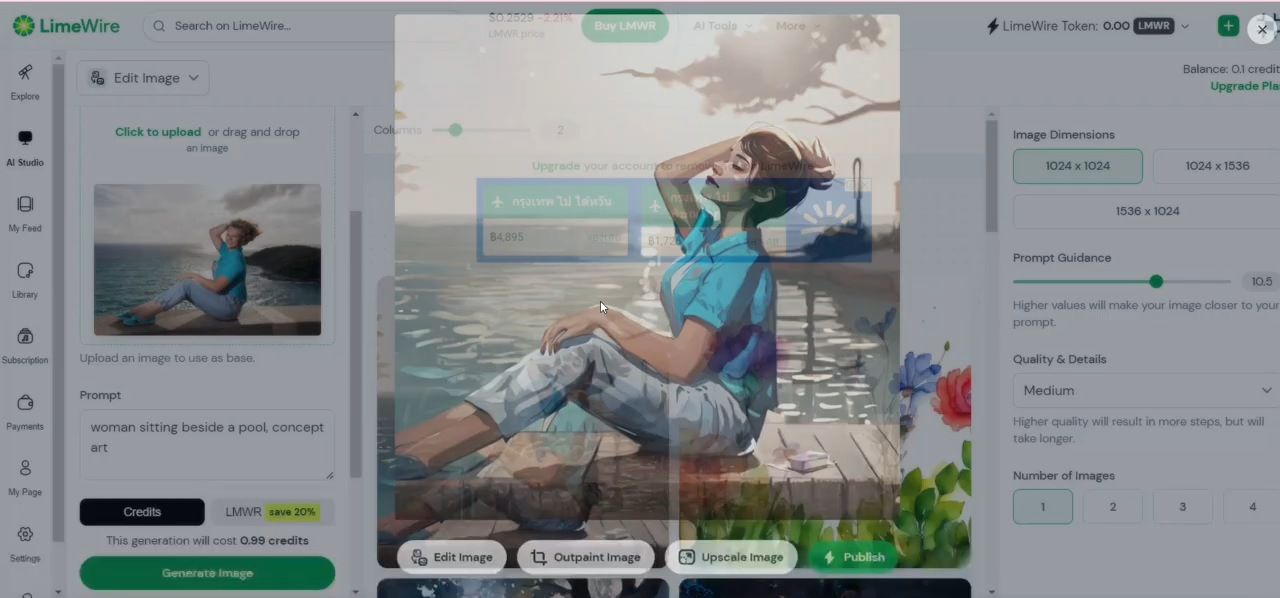 LimeWire
Search on LimeWire...
$0.2529 -2.21%
LMWR price
Buy LMWR
AI Tools
More
LimeWire Token: 0.00 LMWR
Explore
AI Studio
My Feed
Library
Subscription
Payments
My Page
Settings
Edit Image
Click to upload or drag and drop
an image
Upload an image to use as base.
Prompt
woman sitting beside a pool, concept
art
Credits
LMWR save 20%
This generation will cost 0.99 credits
Generate Image
Columns
2
Upgrade your account to remove
LimeWire
กรุงเทพ ไป ไต้หวัน
฿4,895
Edit Image
Outpaint Image
Upscale Image
Publish
Balance: 0.1 credit
Upgrade Pla
Image Dimensions
1024 x 1024
1024 x 1536
1536 x 1024
Prompt Guidance
10.5
Higher values will make your image closer to your
prompt.
Quality & Details
Medium
Higher quality will result in more steps, but will
take longer.
Number of Images
1
2
3
4